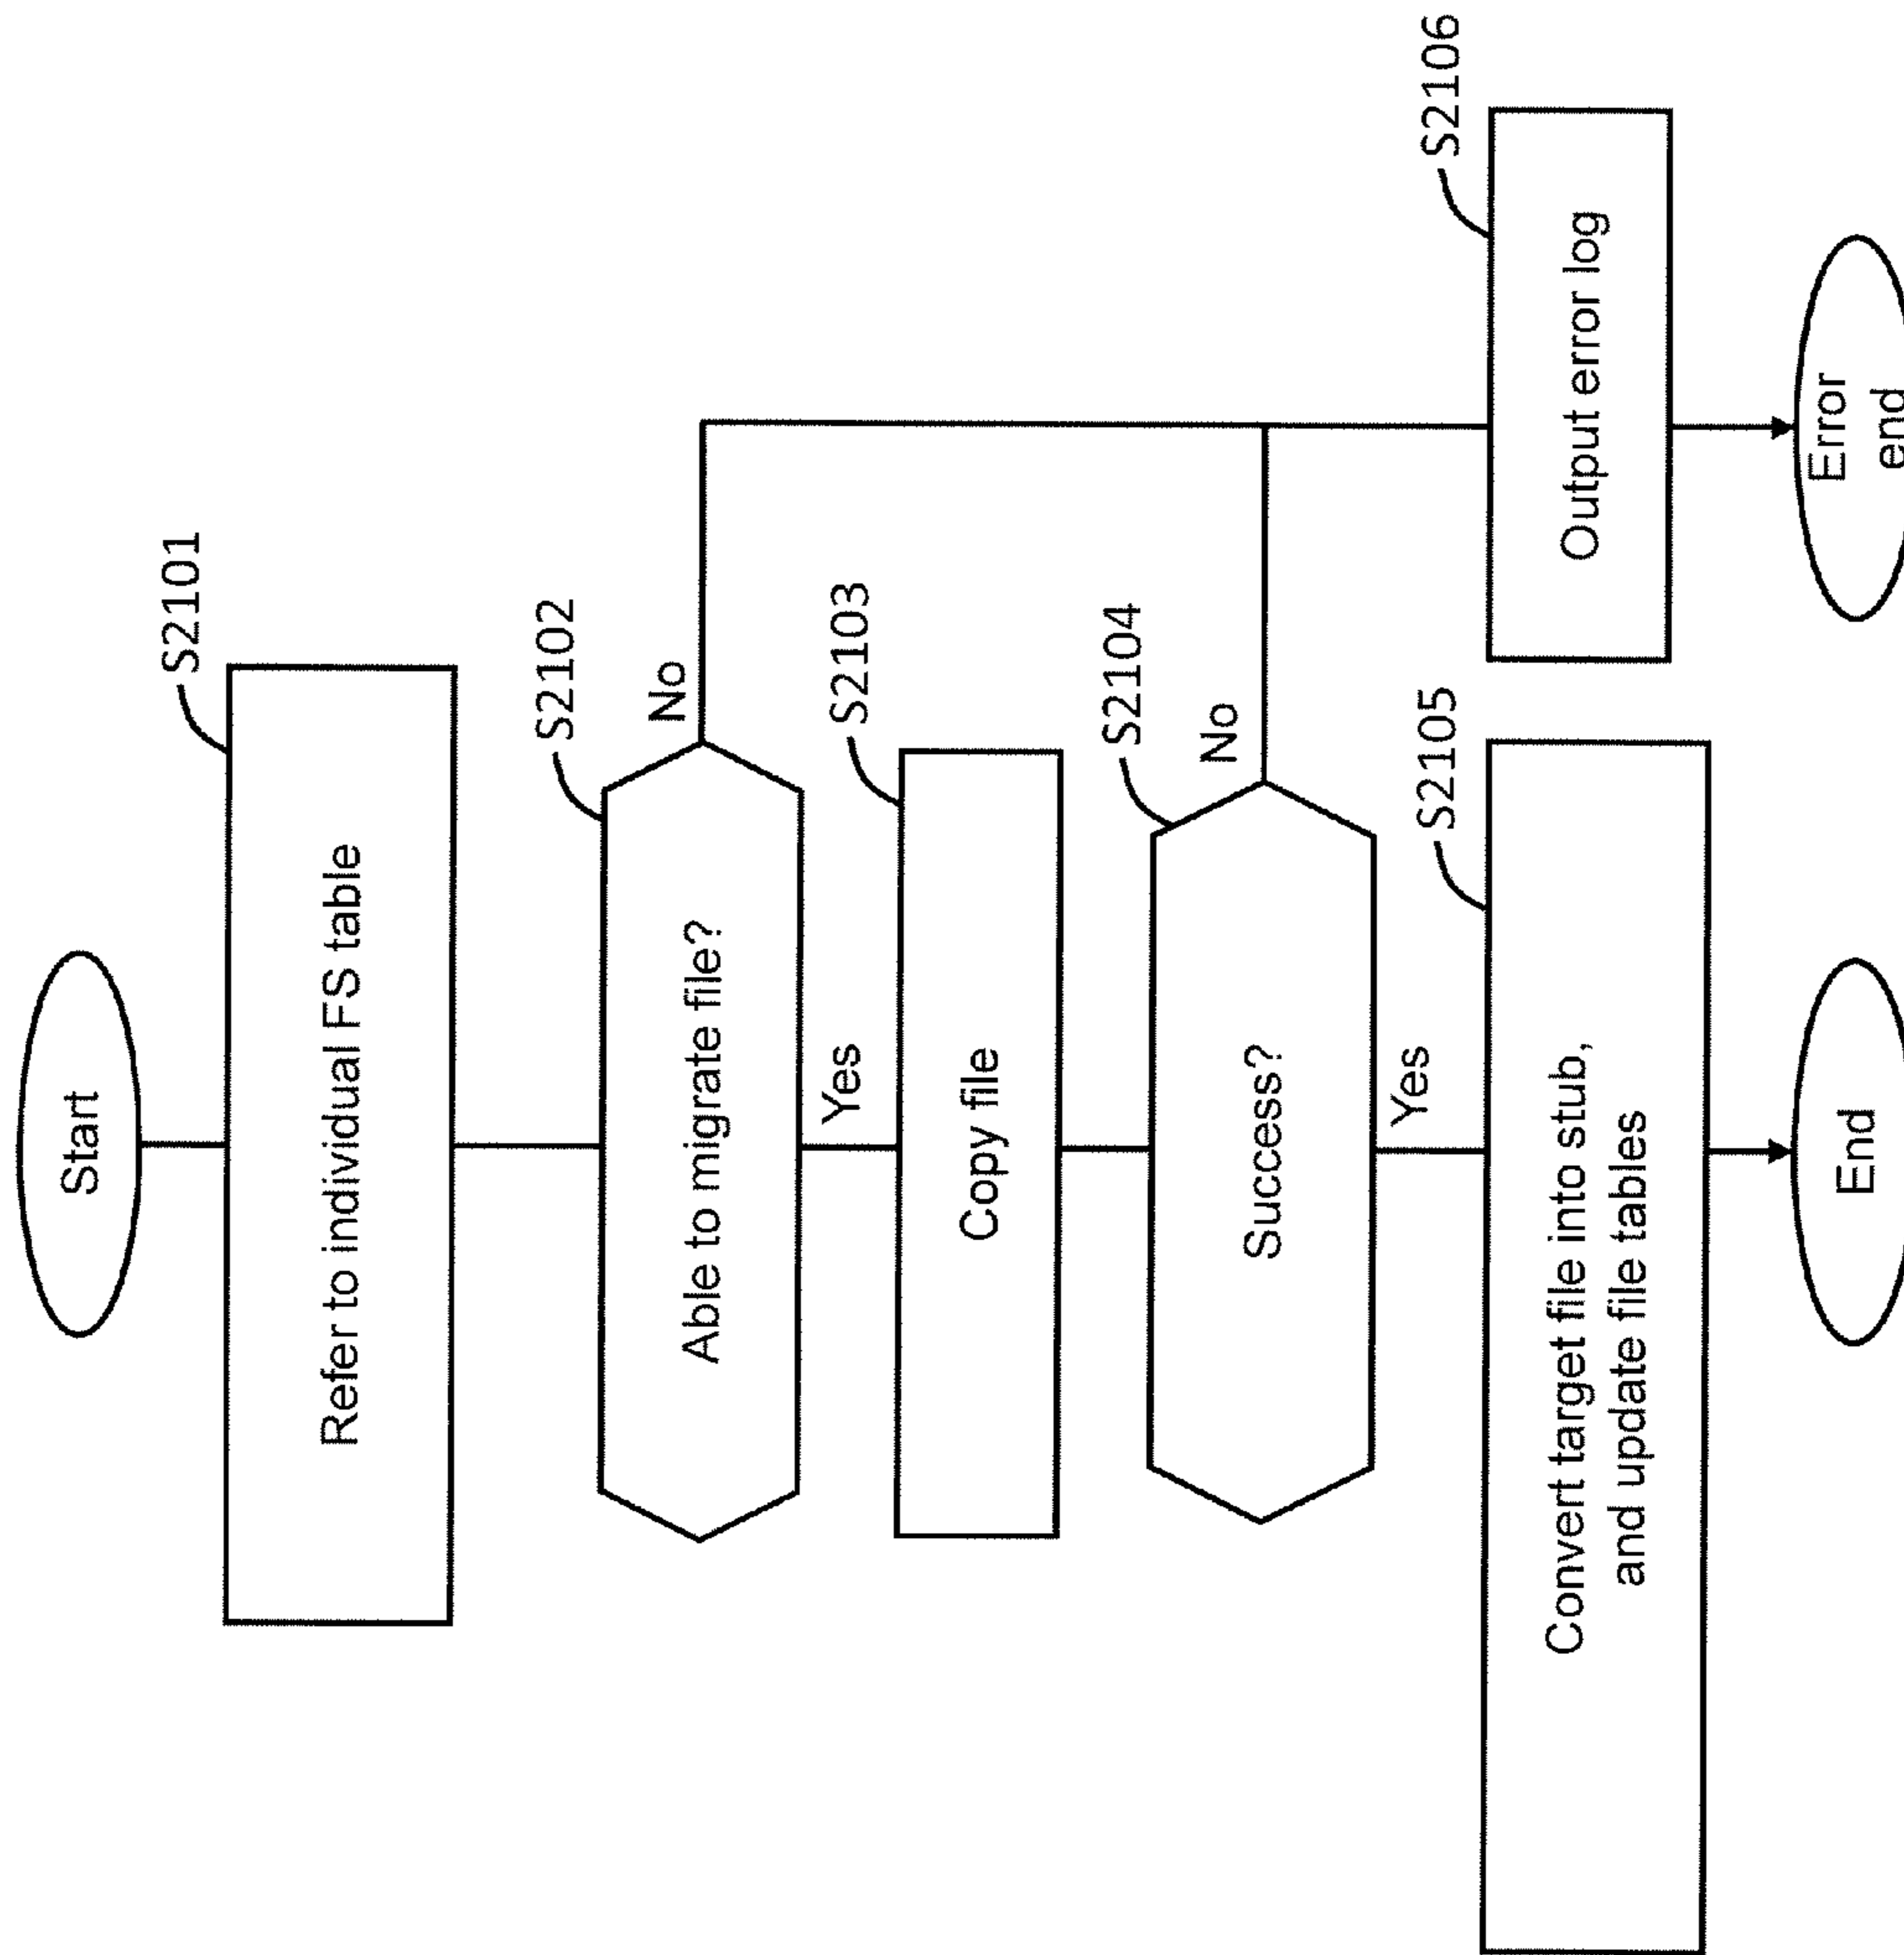 Start
S2101
Refer to individual FS table
S2102
Able to migrate file?
No
Yes
S2103
Copy file
S2104
Success?
No
Yes
S2105
Convert target file into stub,
and update file tables
S2106
Output error log
End
Error
end